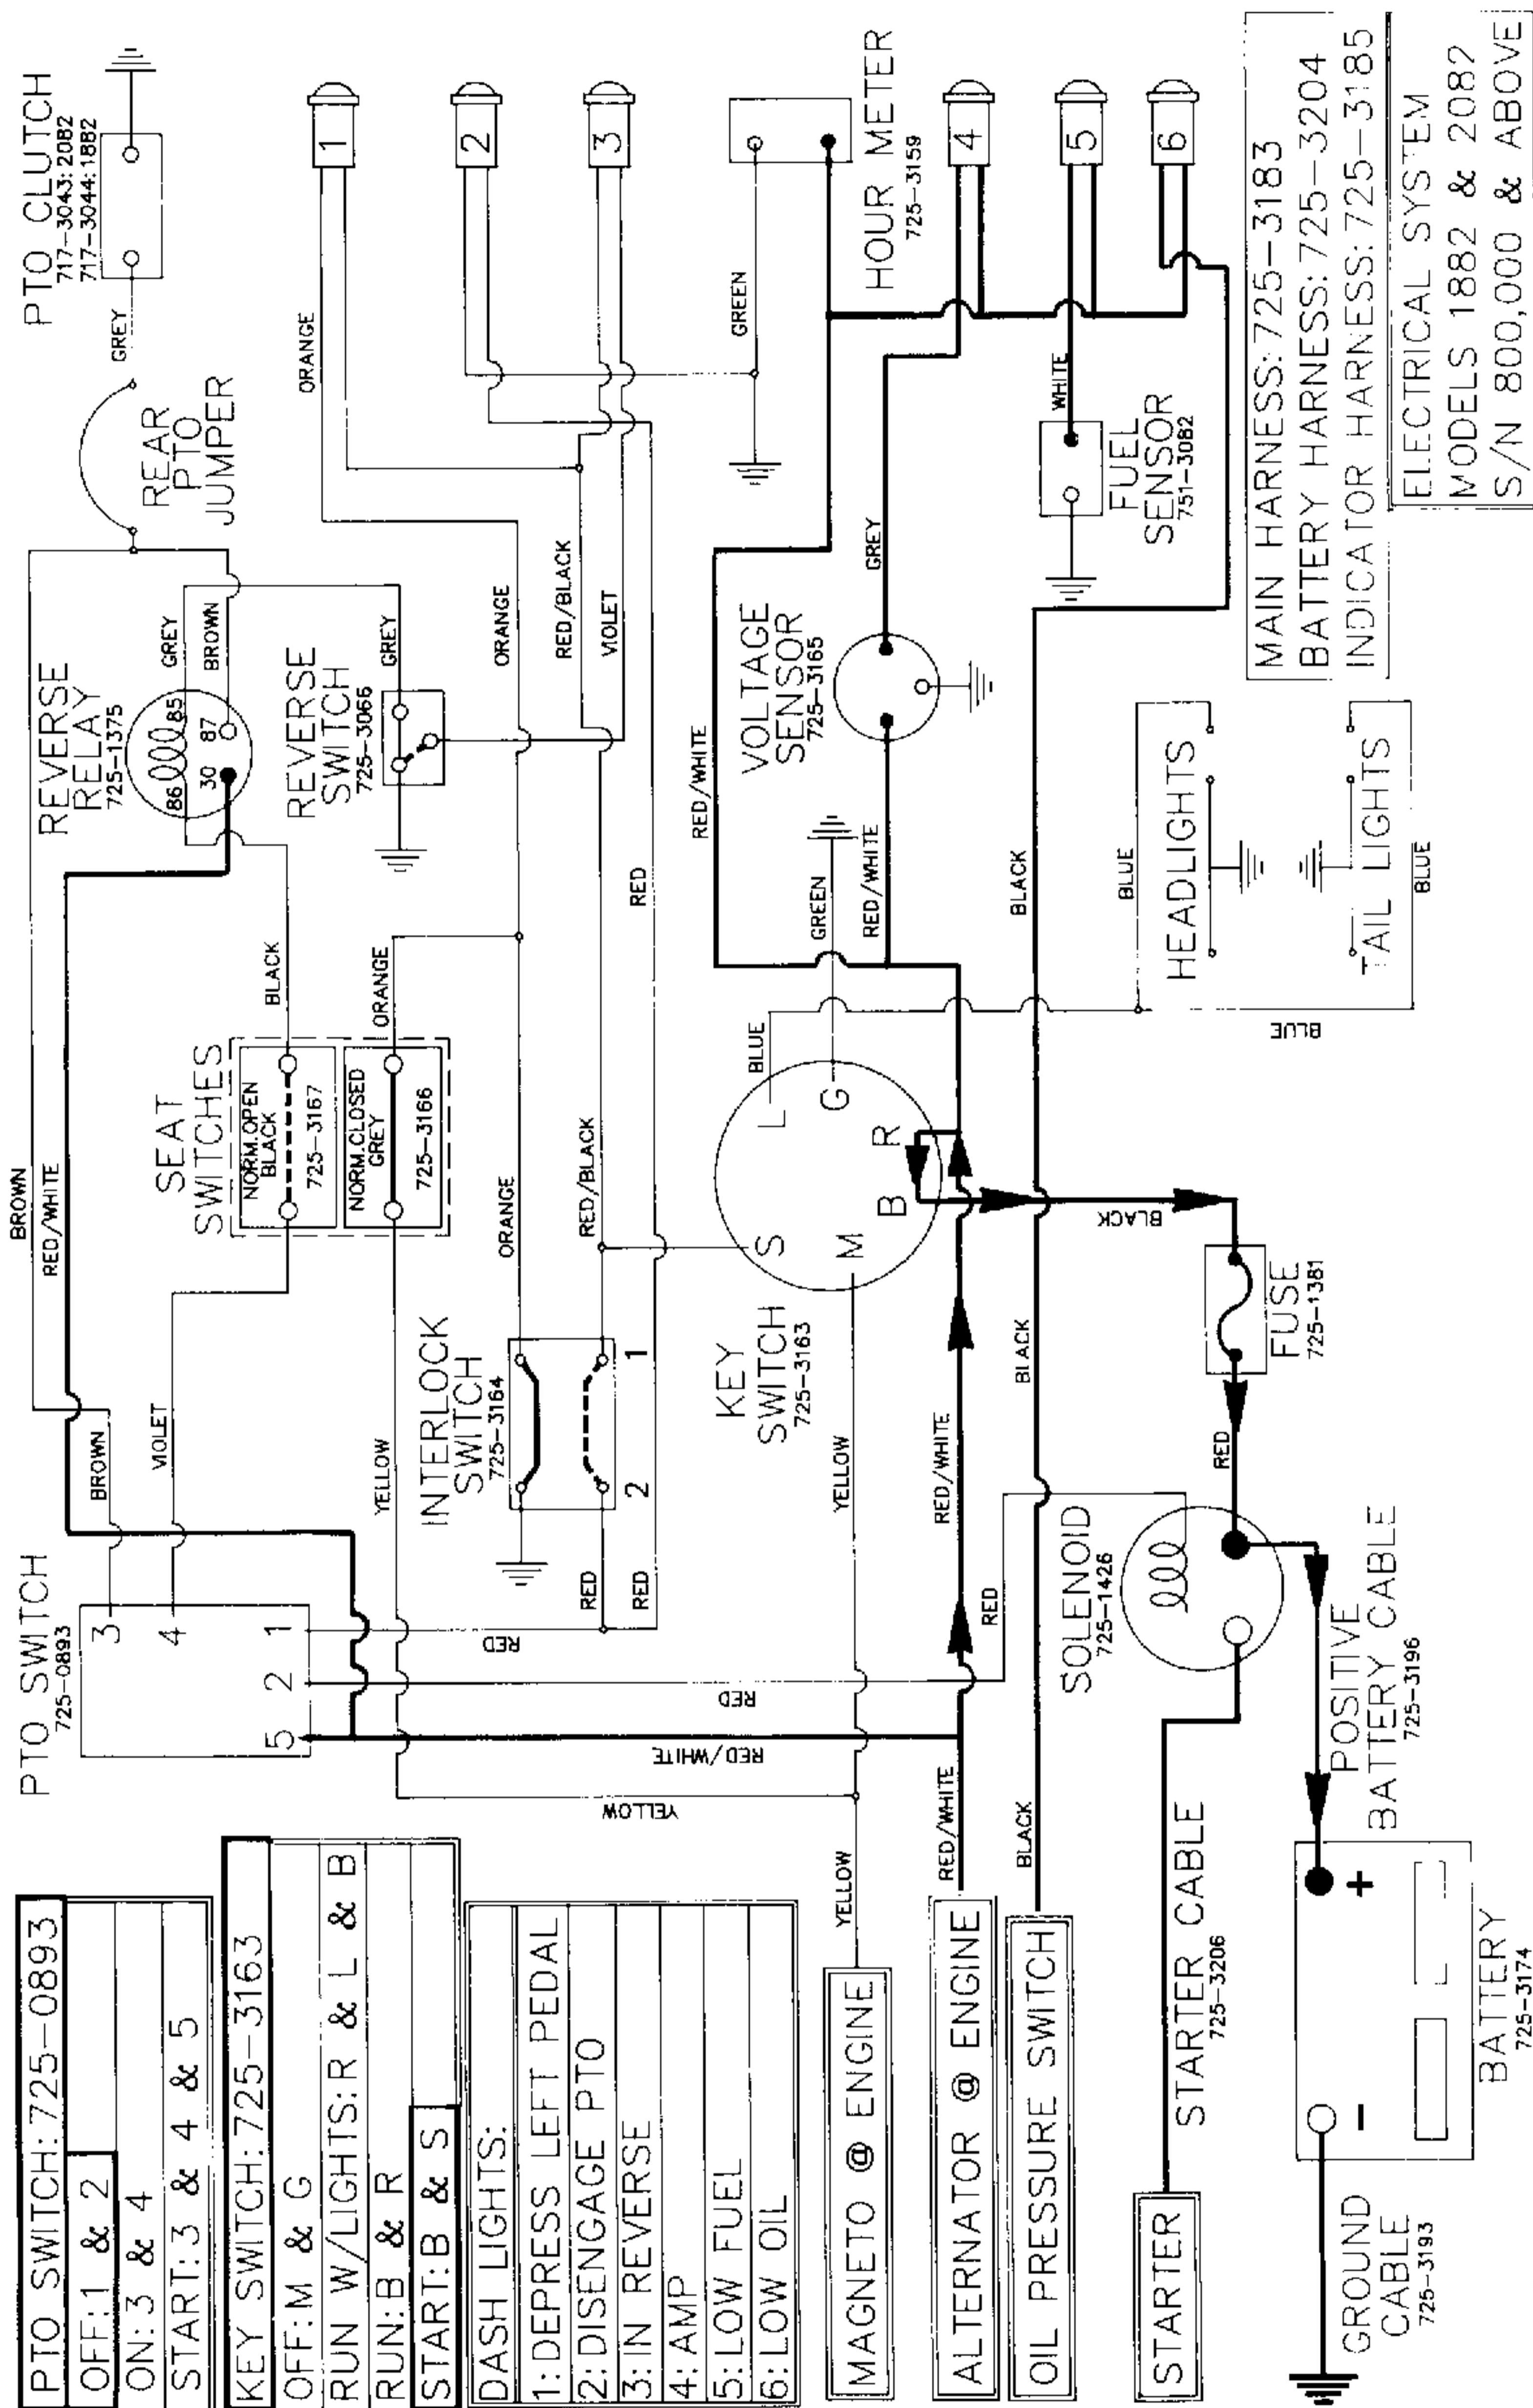 PTO SWITCH: 725-0893
OFF: 1 & 2
ON: 3 & 4
START: 3 & 4 & 5
KEY SWITCH: 725-3163
OFF: M & G
RUN W/LIGHTS: R & L & B
RUN: B & R
START: B & S
DASH LIGHTS:
1: DEPRESS LEFT PEDAL
2: DISENGAGE PTO
3: IN REVERSE
4: AMP
5: LOW FUEL
6: LOW OIL
MAGNETO @ ENGINE
ALTERNATOR @ ENGINE
OIL PRESSURE SWITCH
STARTER
GROUND
CABLE
725-3193
BATTERY
725-3174
-
+
STARTER CABLE
725-3206
POSITIVE
BATTERY CABLE
725-3196
SOLENOID
725-1426
RED
RED
FUSE
725-1381
BLACK
BLACK
BLACK
BLACK
YELLOW
YELLOW
YELLOW
YELLOW
RED/WHITE
RED/WHITE
RED/WHITE
PTO SWITCH
725-0893
3
4
1
2
5
BROWN
BROWN
VIOLET
RED/WHITE
RED
RED
RED
RED
INTERLOCK
SWITCH
725-3164
2
1
KEY
SWITCH
725-3163
S
M
B
R
G
L
SEAT
SWITCHES
NORM.OPEN
BLACK
725-3167
NORM.CLOSED
GREY
725-3166
BLACK
ORANGE
ORANGE
RED/BLACK
RED
BLUE
GREEN
RED/WHITE
RED/WHITE
BLUE
BLUE
BLUE
HEADLIGHTS
TAIL LIGHTS
REVERSE
RELAY
725-1375
86
85
30
87
GREY
BROWN
REVERSE
SWITCH
725-3066
GREY
ORANGE
RED/BLACK
VIOLET
VOLTAGE
SENSOR
725-3165
GREY
FUEL
SENSOR
751-3082
WHITE
REAR
PTO
JUMPER
GREY
PTO CLUTCH
717-3043: 2082
717-3044: 1882
ORANGE
GREEN
1
2
3
HOUR METER
725-3159
4
5
6
MAIN HARNESS: 725-3183
BATTERY HARNESS: 725-3204
INDICATOR HARNESS: 725-3185
ELECTRICAL SYSTEM
MODELS 1882 & 2082
S/N 800,000 & ABOVE